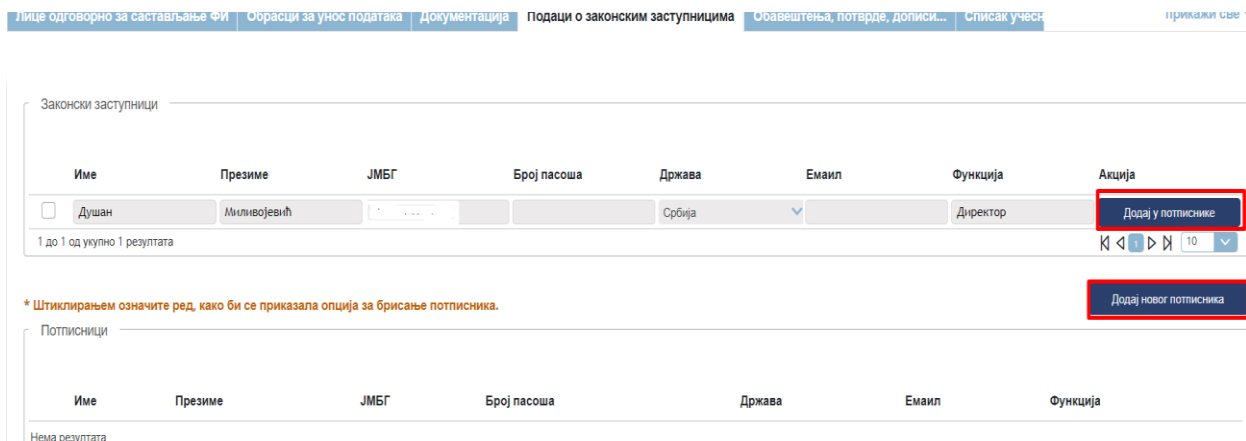 Лице одговорно за састављање ФИ Обрасци за унос података Документација Подаци о законским заступницима Обавештења, потврде, дописи... Списак учесн прикажи све
Законски заступници
Име Презиме ЈМБГ Број пасоша Држава Емаил Функција Акција
Душан Миливојевић Србија Директор Додај у потписнике
1 до 1 од укупно 1 резултата 1 10
Додај новог потписника
* Штиклирањем означите ред, како би се приказала опција за брисање потписника.
Потписници
Име Презиме ЈМБГ Број пасоша Држава Емаил Функција
Нема резултата